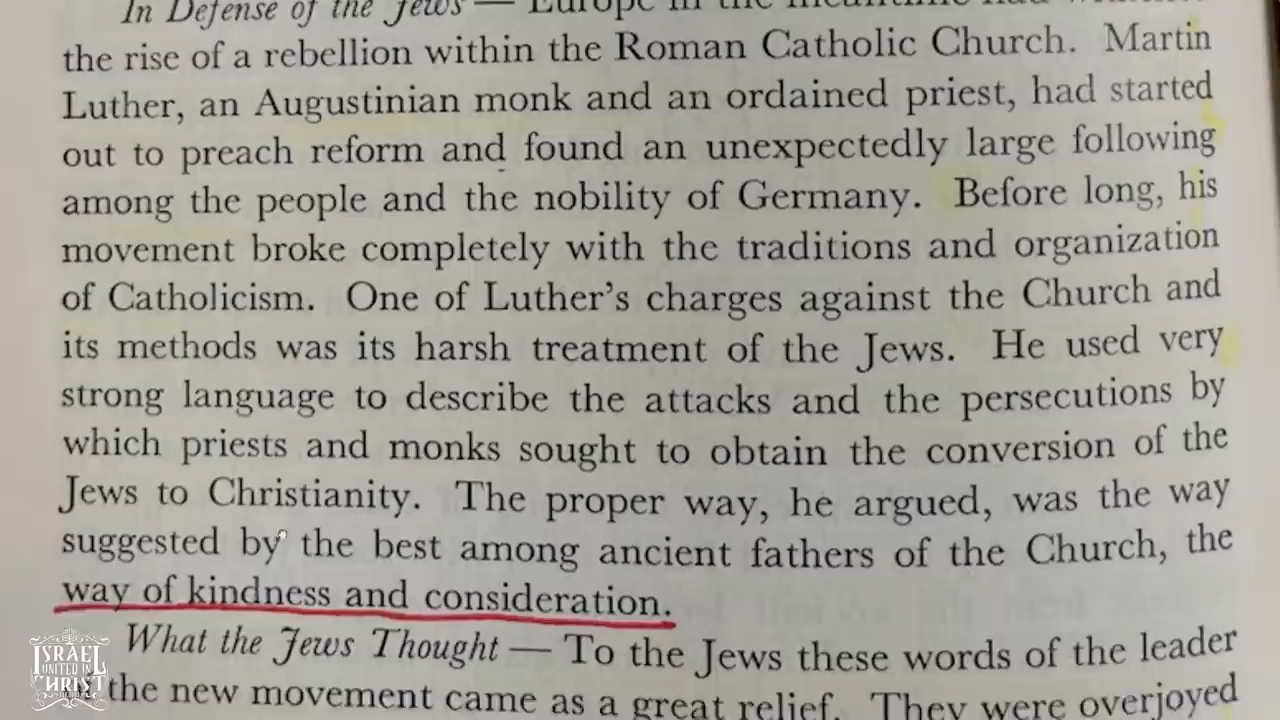 In Defense of the Jews — Europe in the meantime had
the rise of a rebellion within the Roman Catholic Church. Martin
Luther, an Augustinian monk and an ordained priest, had started
out to preach reform and found an unexpectedly large following
among the people and the nobility of Germany. Before long, his
movement broke completely with the traditions and organization
of Catholicism. One of Luther's charges against the Church and
its methods was its harsh treatment of the Jews. He used very
strong language to describe the attacks and the persecutions by
which priests and monks sought to obtain the conversion of the
Jews to Christianity. The proper way, he argued, was the way
suggested by the best among ancient fathers of the Church, the
way of kindness and consideration.
What the Jews Thought — To the Jews these words of the leader
the new movement came as a great relief. They were overjoyed
ISRAEL
UNITED IN
CHRIST